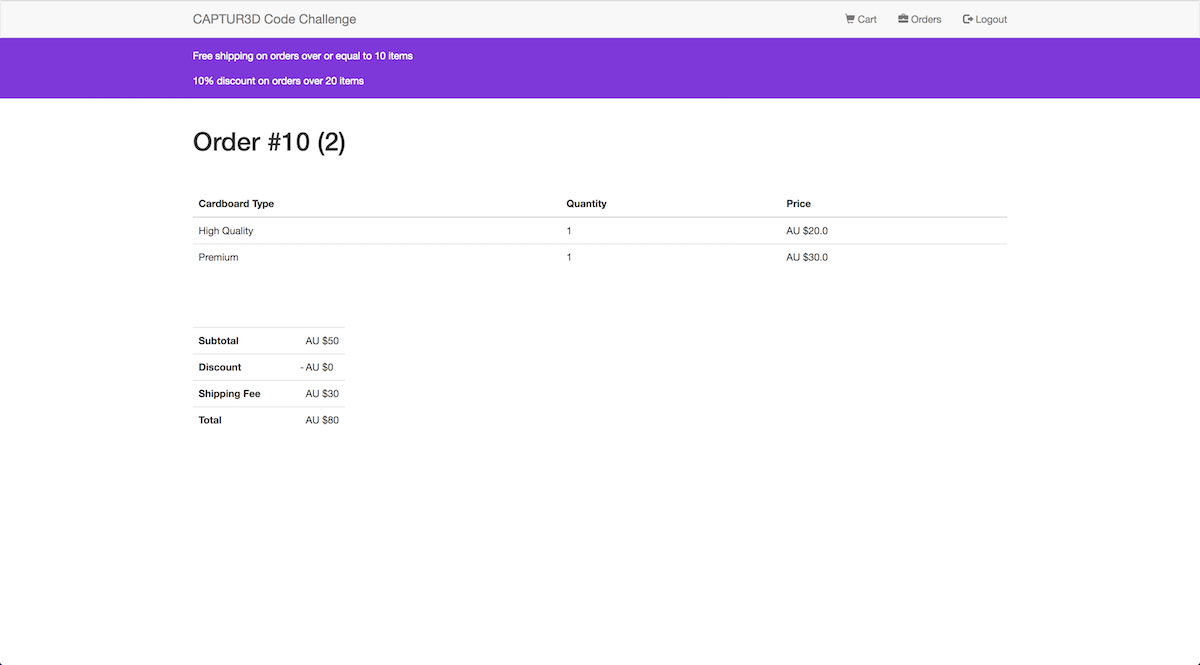 CAPTUR3D Code Challenge Cart Orders Logout
Free shipping on orders over or equal to 10 items
10% discount on orders over 20 items
Order #10 (2)
Cardboard Type Quantity Price
High Quality 1 AU $20.0
Premium 1 AU $30.0
Subtotal AU $50
Discount - AU $0
Shipping Fee AU $30
Total AU $80